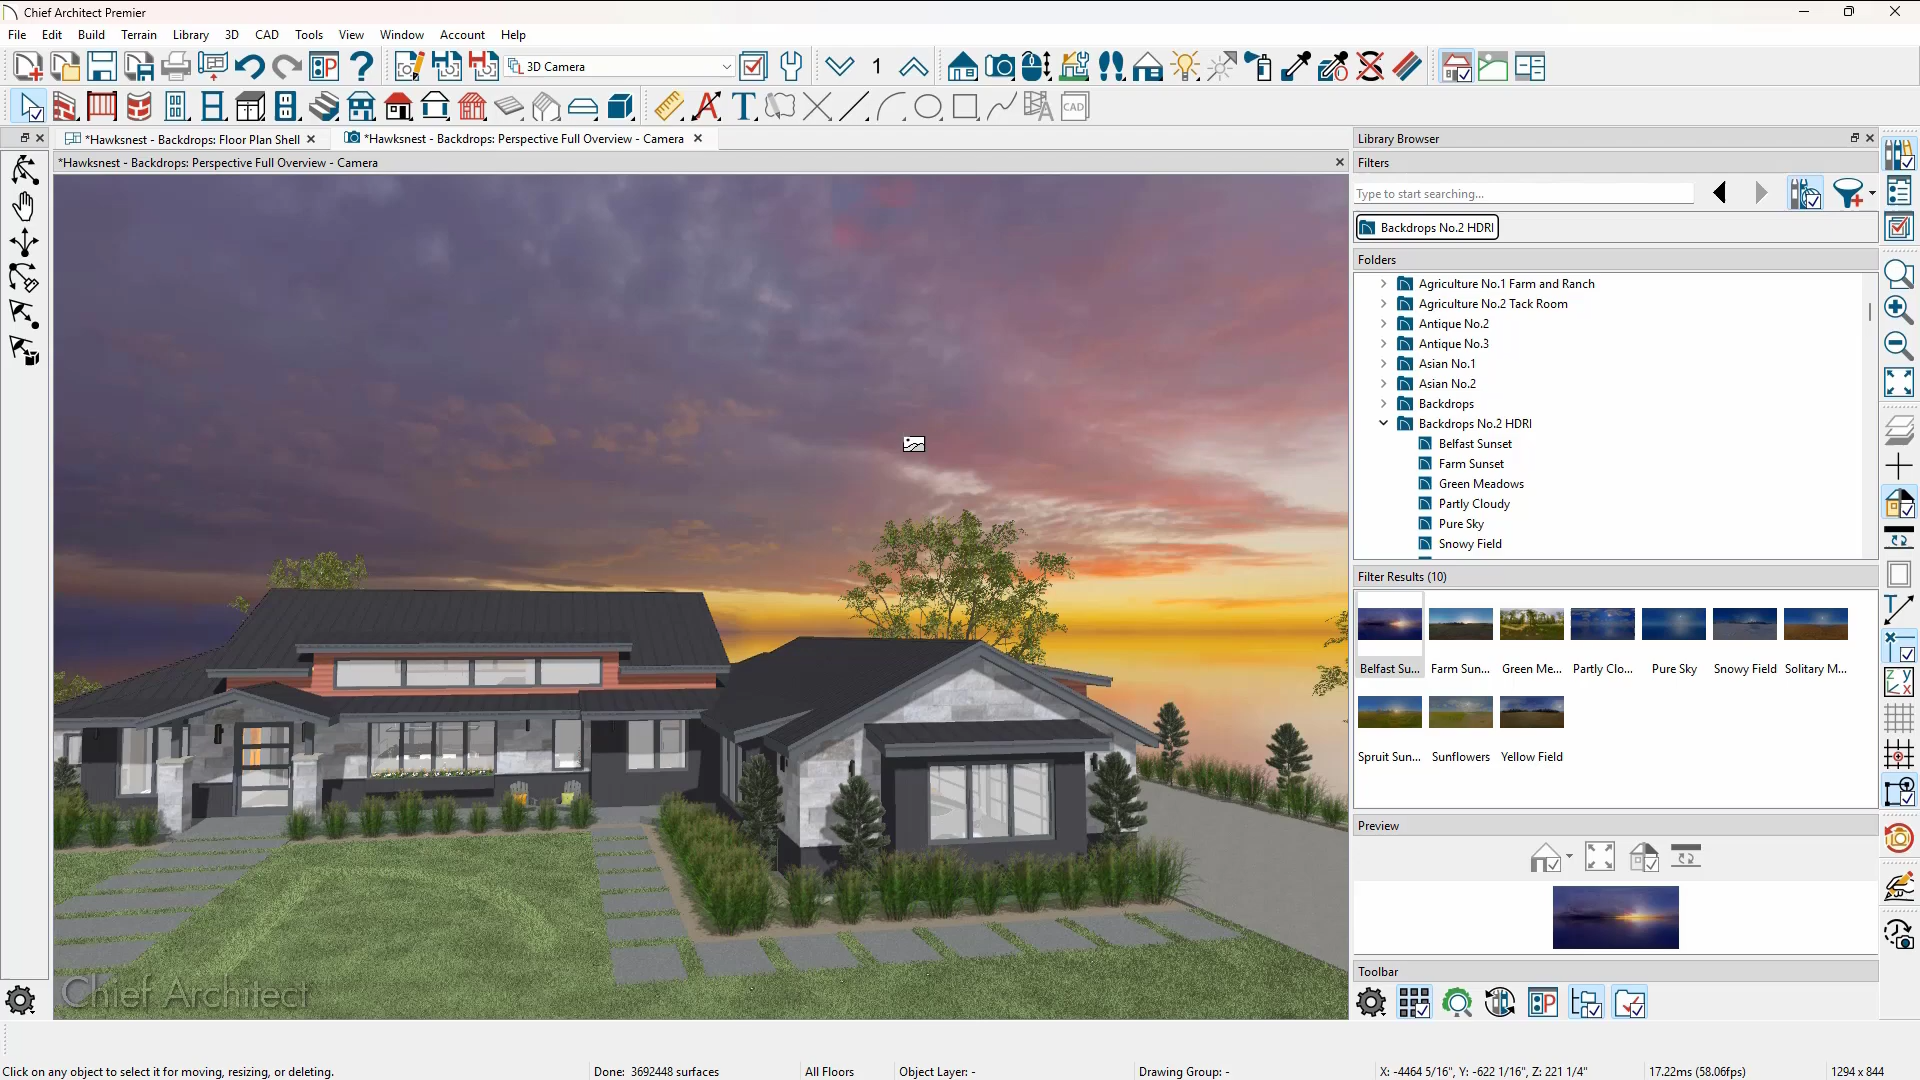 Chief Architect Premier
File Edit Build Terrain Library 3D CAD Tools View Window Account Help
3D Camera
1
CAD
*Hawksnest - Backdrops: Floor Plan Shell
*Hawksnest - Backdrops: Perspective Full Overview - Camera
*Hawksnest - Backdrops: Perspective Full Overview - Camera
Chief Architect
Library Browser
Filters
Type to start searching...
Backdrops No.2 HDRI
Folders
Agriculture No.1 Farm and Ranch
Agriculture No.2 Tack Room
Antique No.2
Antique No.3
Asian No.1
Asian No.2
Backdrops
Backdrops No.2 HDRI
Belfast Sunset
Farm Sunset
Green Meadows
Partly Cloudy
Pure Sky
Snowy Field
Filter Results (10)
Belfast Su... Farm Sun... Green Me... Partly Clo... Pure Sky Snowy Field Solitary M...
Spruit Sun... Sunflowers Yellow Field
Preview
Toolbar
Click on any object to select it for moving, resizing, or deleting. Done: 3692448 surfaces All Floors Object Layer: - Drawing Group: - X: -4464 5/16", Y: -622 1/16", Z: 221 1/4" 17.22ms (58.06fps) 1294 x 844